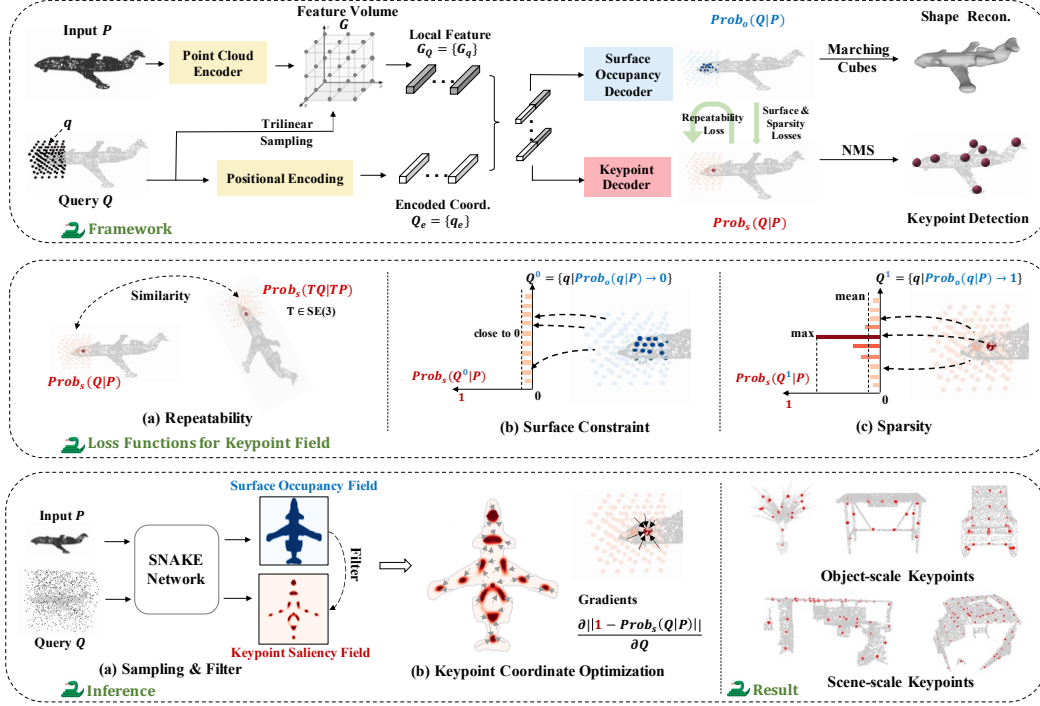 Input P
Point Cloud
Encoder
Feature Volume
G
Local Feature
G_Q = {G_q}
Surface
Occupancy
Decoder
Prob_o(Q|P)
Marching
Cubes
Shape Recon.
q
Trilinear
Sampling
Repeatability
Loss
Surface &
Sparsity
Losses
Query Q
Positional Encoding
Encoded Coord.
Q_e = {q_e}
Keypoint
Decoder
Prob_s(Q|P)
NMS
Keypoint Detection
Framework
Similarity
Prob_s(TQ|TP)
T ∈ SE(3)
Prob_s(Q|P)
(a) Repeatability
Q^0 = {q|Prob_o(q|P) → 0}
close to 0
Prob_s(Q^0|P)
1
0
(b) Surface Constraint
Q^1 = {q|Prob_o(q|P) → 1}
mean
max
Prob_s(Q^1|P)
1
0
(c) Sparsity
Loss Functions for Keypoint Field
Input P
Query Q
SNAKE
Network
Surface Occupancy Field
Filter
Keypoint Saliency Field
(a) Sampling & Filter
Gradients
∂||1 − Prob_s(Q|P)||
∂Q
(b) Keypoint Coordinate Optimization
Inference
Object-scale Keypoints
Scene-scale Keypoints
Result